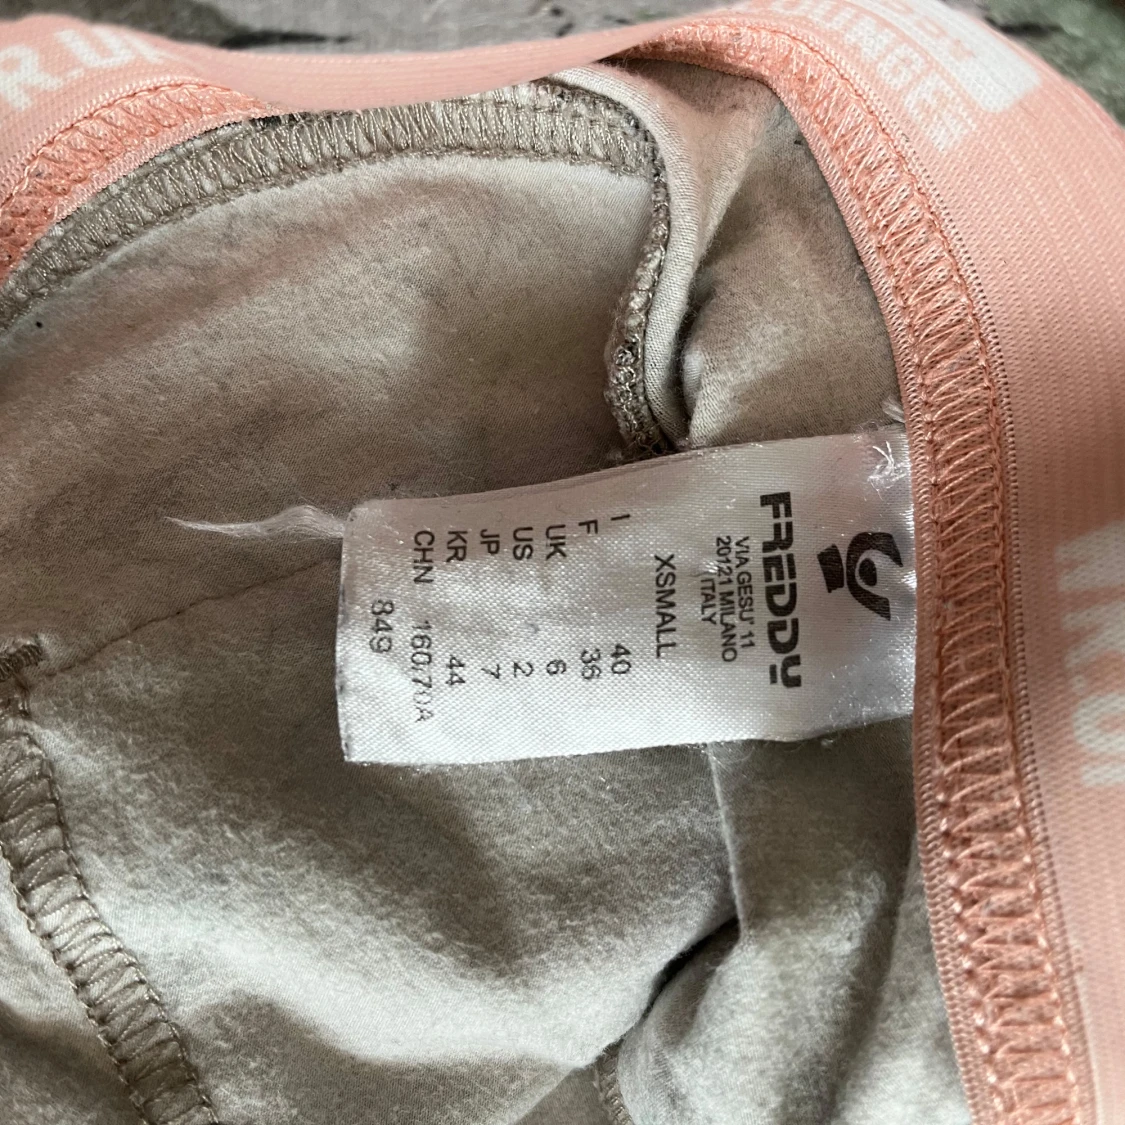 R.U
FREDDY
VIA GESU' 11
20121 MILANO
ITALY
XSMALL
I 40
F 36
UK 6
US 2
JP 7
KR 44
CHN 160.70A
849